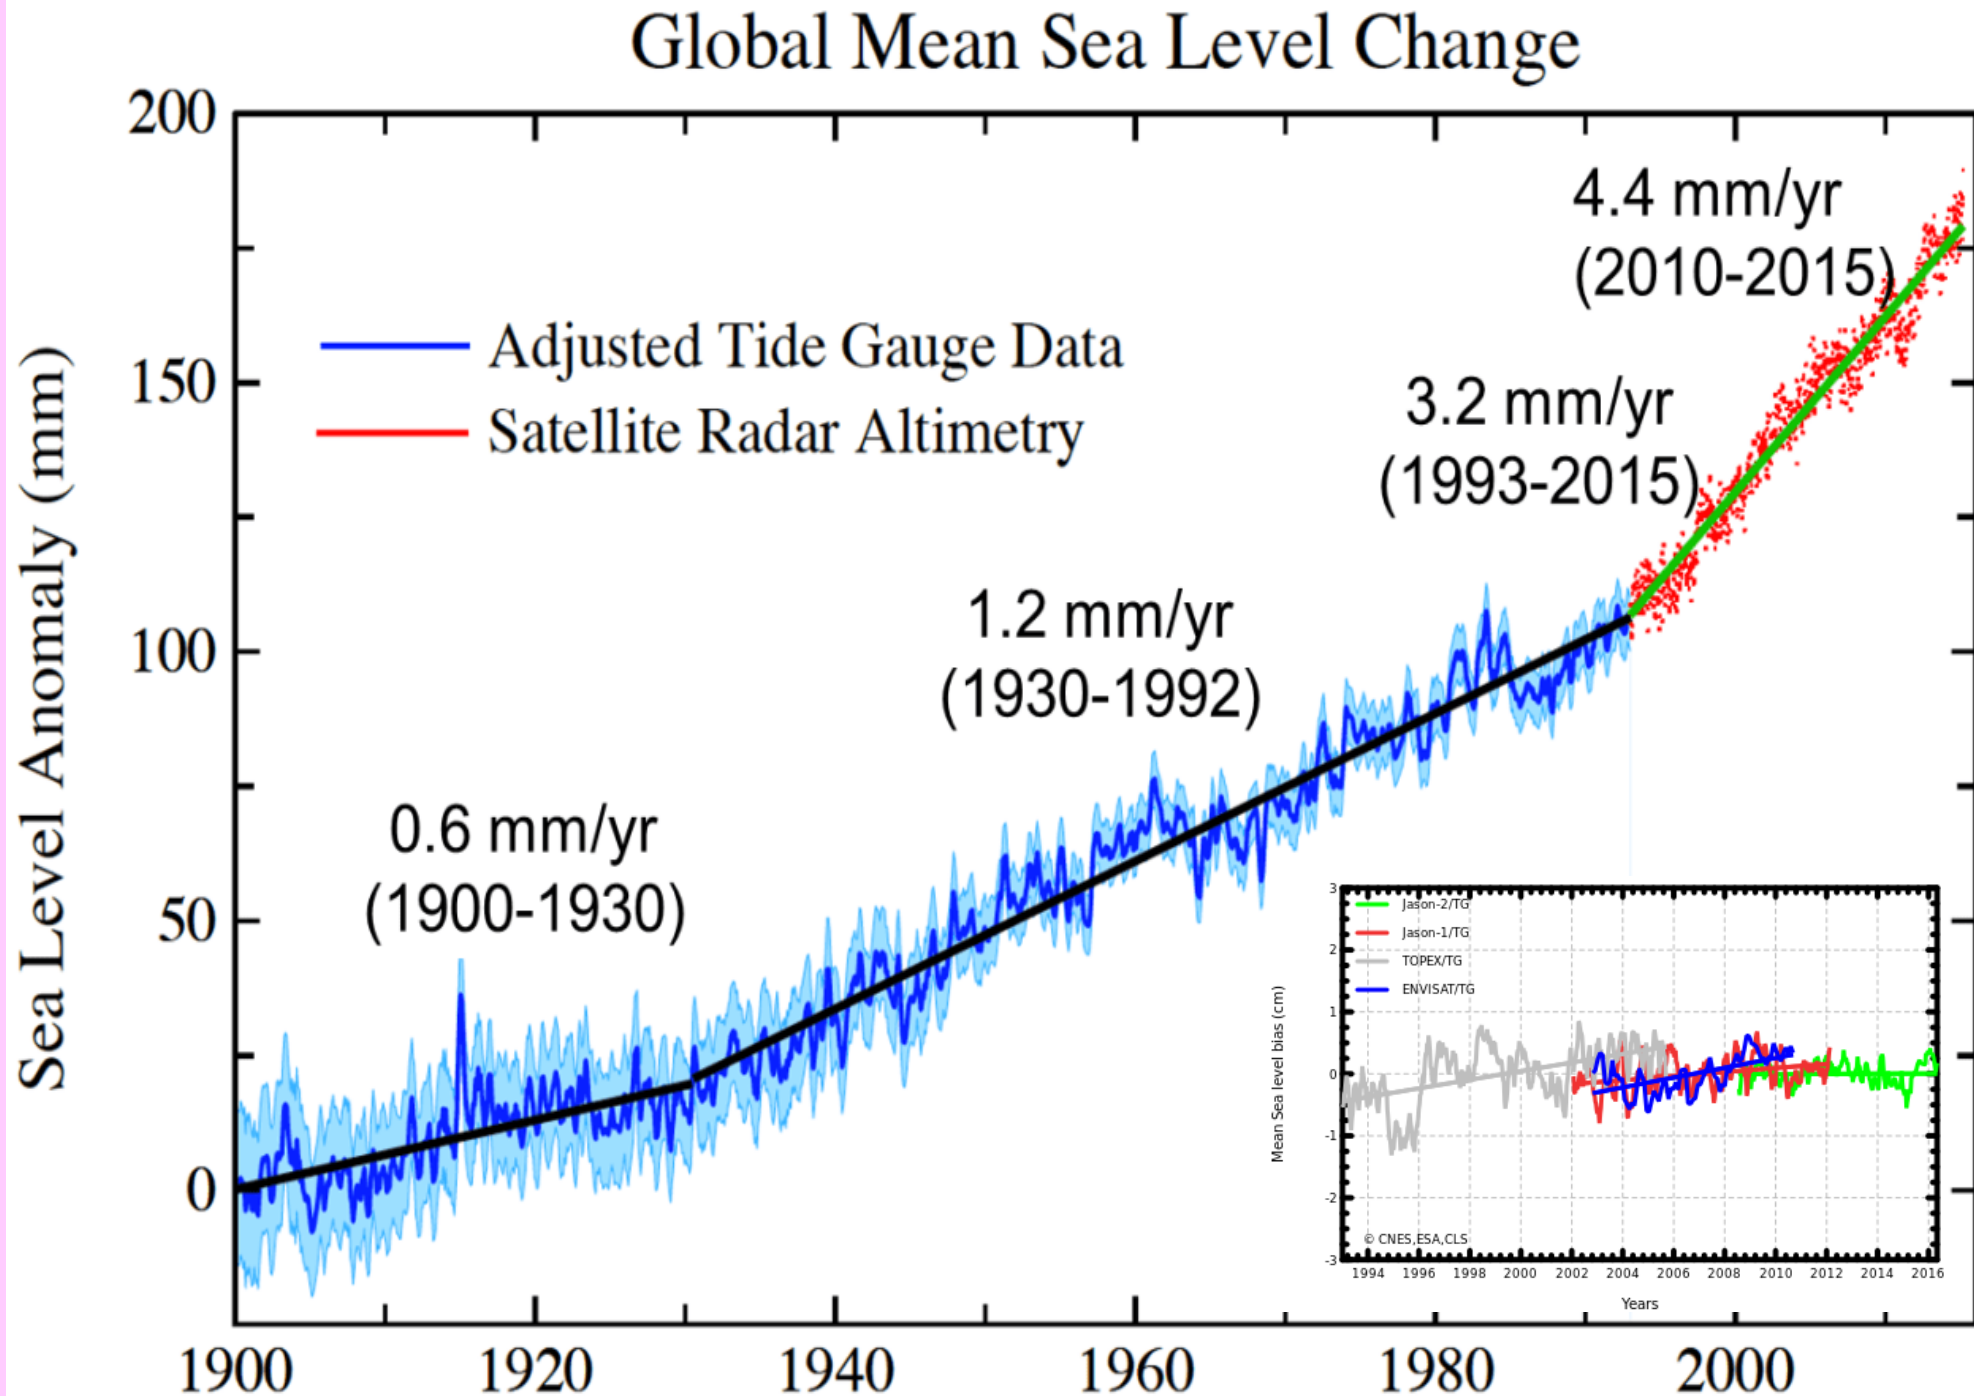 Global Mean Sea Level Change
Sea Level Anomaly (mm)
200
150
100
50
0
Adjusted Tide Gauge Data
Satellite Radar Altimetry
4.4 mm/yr
(2010-2015)
3.2 mm/yr
(1993-2015)
1.2 mm/yr
(1930-1992)
0.6 mm/yr
(1900-1930)
1900 1920 1940 1960 1980 2000
Mean Sea level bias (cm)
3
2
1
0
-1
-2
-3
Jason-2/TG
Jason-1/TG
TOPEX/TG
ENVISAT/TG
© CNES,ESA,CLS
1994 1996 1998 2000 2002 2004 2006 2008 2010 2012 2014 2016
Years